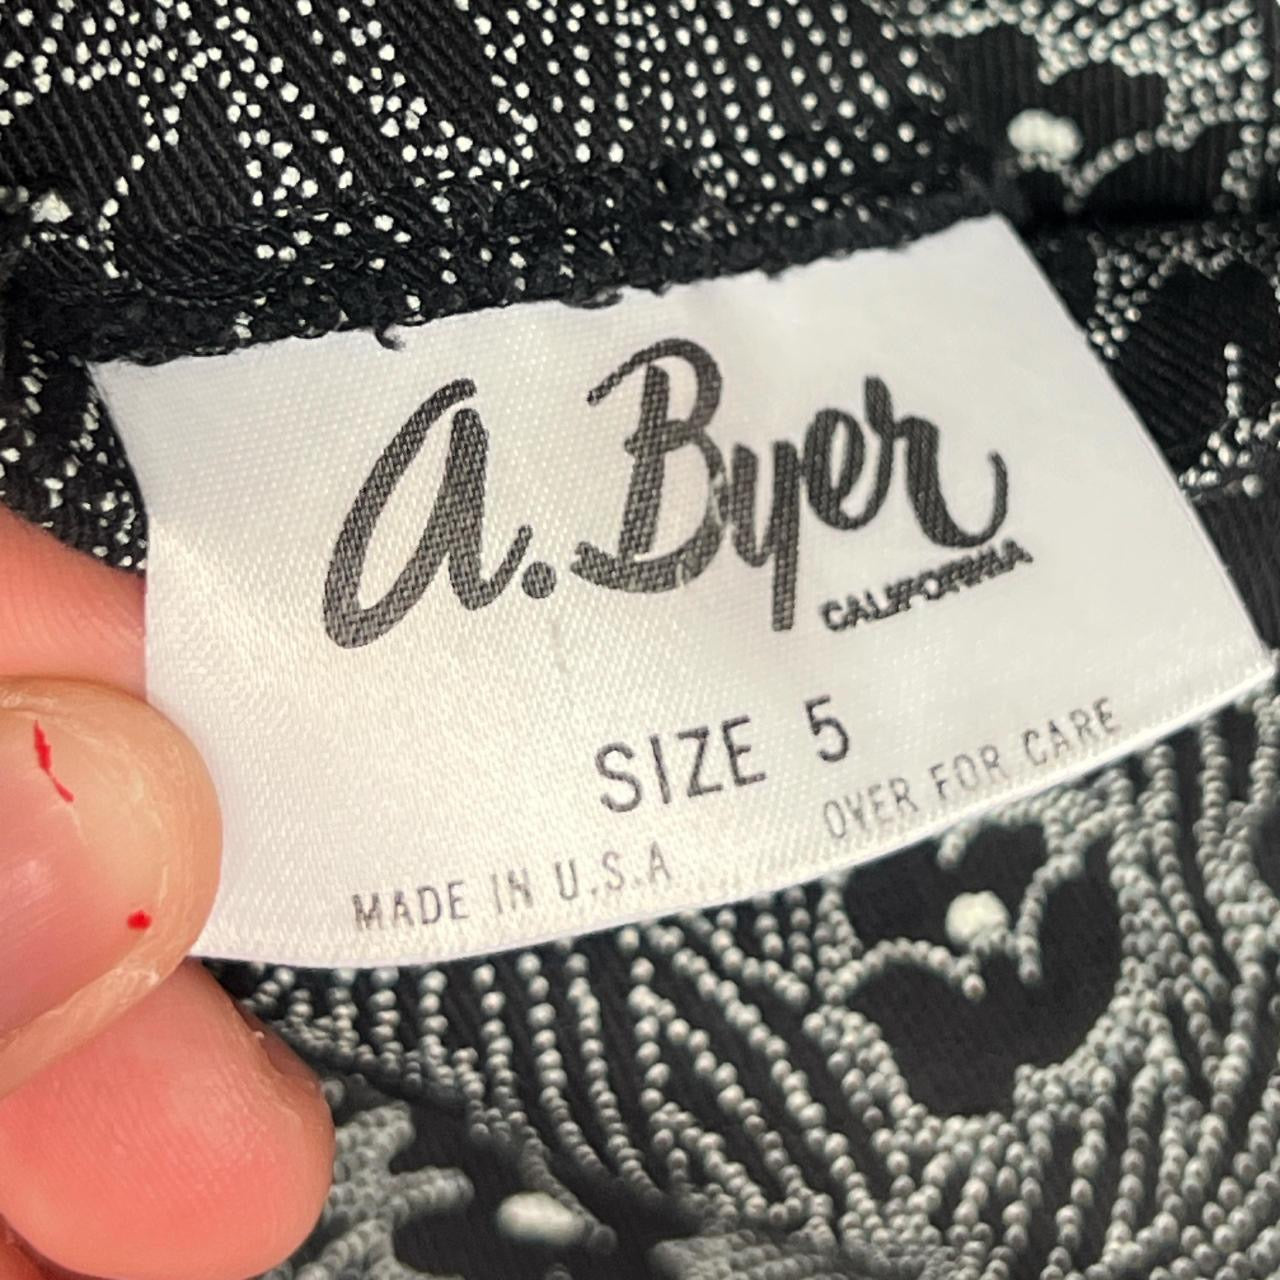 a. Byer
CALIFORNIA
SIZE 5
OVER FOR CARE
MADE IN U.S.A